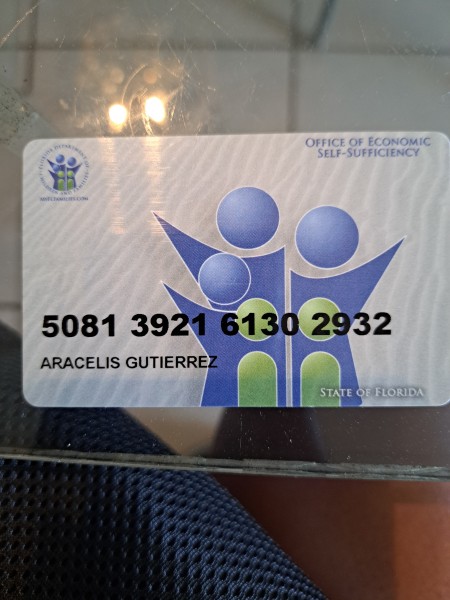 OFFICE OF ECONOMIC
SELF-SUFFICIENCY
5081 3921 6130 2932
ARACELIS GUTIERREZ
STATE OF FLORIDA